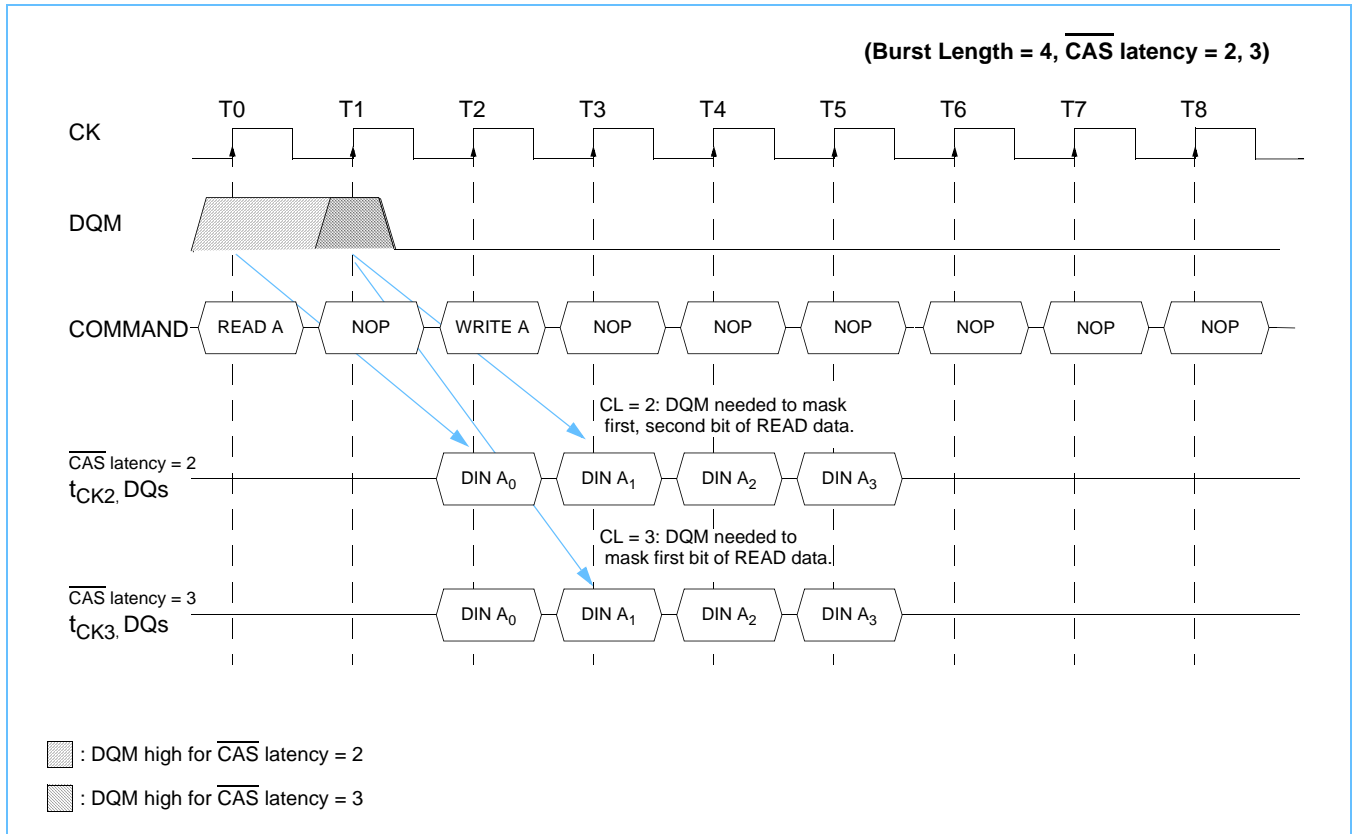 (Burst Length = 4, CAS latency = 2, 3)
T0 T1 T2 T3 T4 T5 T6 T7 T8
CK
DQM
COMMAND READ A NOP WRITE A NOP NOP NOP NOP NOP NOP
CL = 2: DQM needed to mask
first, second bit of READ data.
CAS latency = 2
tCK2, DQs DIN A0 DIN A1 DIN A2 DIN A3
CL = 3: DQM needed to
mask first bit of READ data.
CAS latency = 3
tCK3, DQs DIN A0 DIN A1 DIN A2 DIN A3
: DQM high for CAS latency = 2
: DQM high for CAS latency = 3